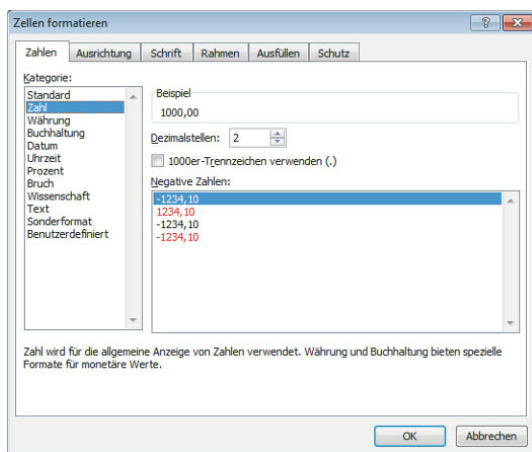 Zellen formatieren
Zahlen Ausrichtung Schrift Rahmen Ausfüllen Schutz
Kategorie:
Standard
Zahl
Währung
Buchhaltung
Datum
Uhrzeit
Prozent
Bruch
Wissenschaft
Text
Sonderformat
Benutzerdefiniert
Beispiel
1000,00
Dezimalstellen: 2
1000er-Trennzeichen verwenden (.)
Negative Zahlen:
-1234,10
1234,10
-1234,10
-1234,10
Zahl wird für die allgemeine Anzeige von Zahlen verwendet. Währung und Buchhaltung bieten spezielle
Formate für monetäre Werte.
OK Abbrechen